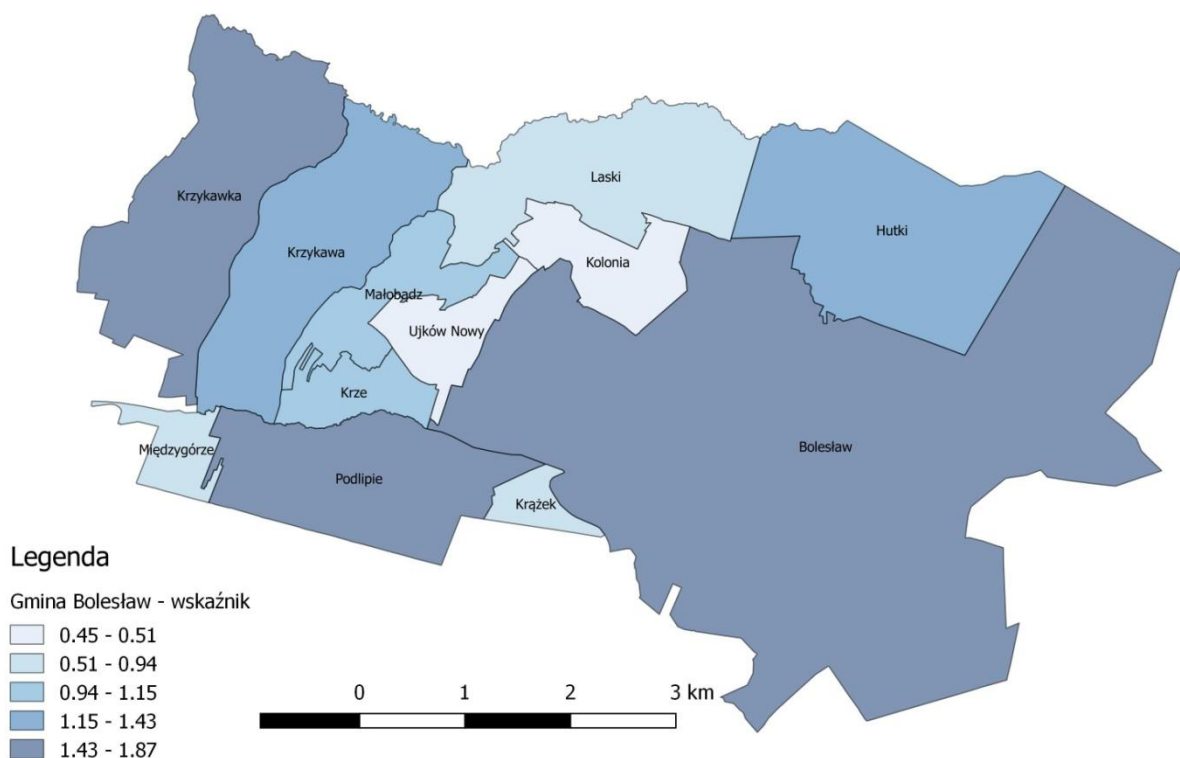 Krzykawka
Laski
Hutki
Krzykawa
Kolonia
Małobądz
Ujków Nowy
Krze
Bolesław
Międzygórze
Podlipie
Krążek
Legenda
Gmina Bolesław - wskaźnik
0.45 - 0.51
0.51 - 0.94
0.94 - 1.15
1.15 - 1.43
1.43 - 1.87
0 1 2 3 km